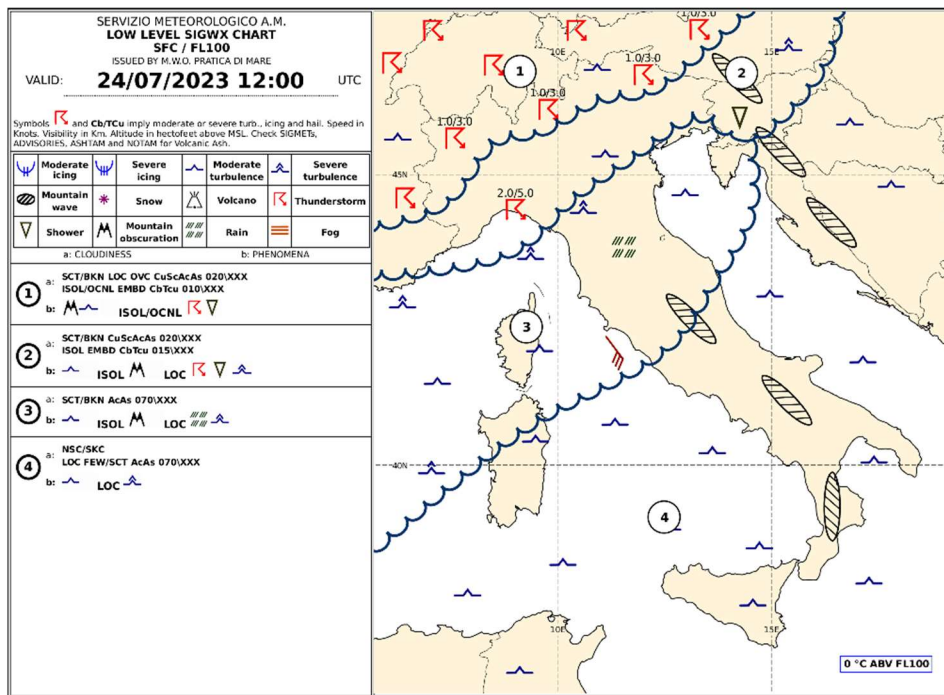 SERVIZIO METEOROLOGICO A.M.
LOW LEVEL SIGWX CHART
SFC / FL100
ISSUED BY M.W.O. PRATICA DI MARE
VALID: 24/07/2023 12:00 UTC
Symbols and Cb/TCu imply moderate or severe turb., icing and hail. Speed in
Knots. Visibility in Km. Altitude in hectofeet above MSL. Check SIGMETs,
ADVISORIES, ASHTAM and NOTAM for Volcanic Ash.
Moderate icing
Severe icing
Moderate turbulence
Severe turbulence
Mountain wave
Snow
Volcano
Thunderstorm
Shower
Mountain obscuration
Rain
Fog
a: CLOUDINESS b: PHENOMENA
1 a: SCT/BKN LOC OVC CuScAcAs 020\XXX
ISOL/OCNL EMBD CbTcu 010\XXX
b: ISOL/OCNL
2 a: SCT/BKN CuScAcAs 020\XXX
ISOL EMBD CbTcu 015\XXX
b: ISOL LOC
3 a: SCT/BKN AcAs 070\XXX
b: ISOL LOC
4 a: NSC/SKC
LOC FEW/SCT AcAs 070\XXX
b: LOC
1.0/3.0
10E
15E
1
2
1.0/3.0
1.0/3.0
1.0/3.0
45N
2.0/5.0
3
40N
4
10E
15E
0 °C ABV FL100